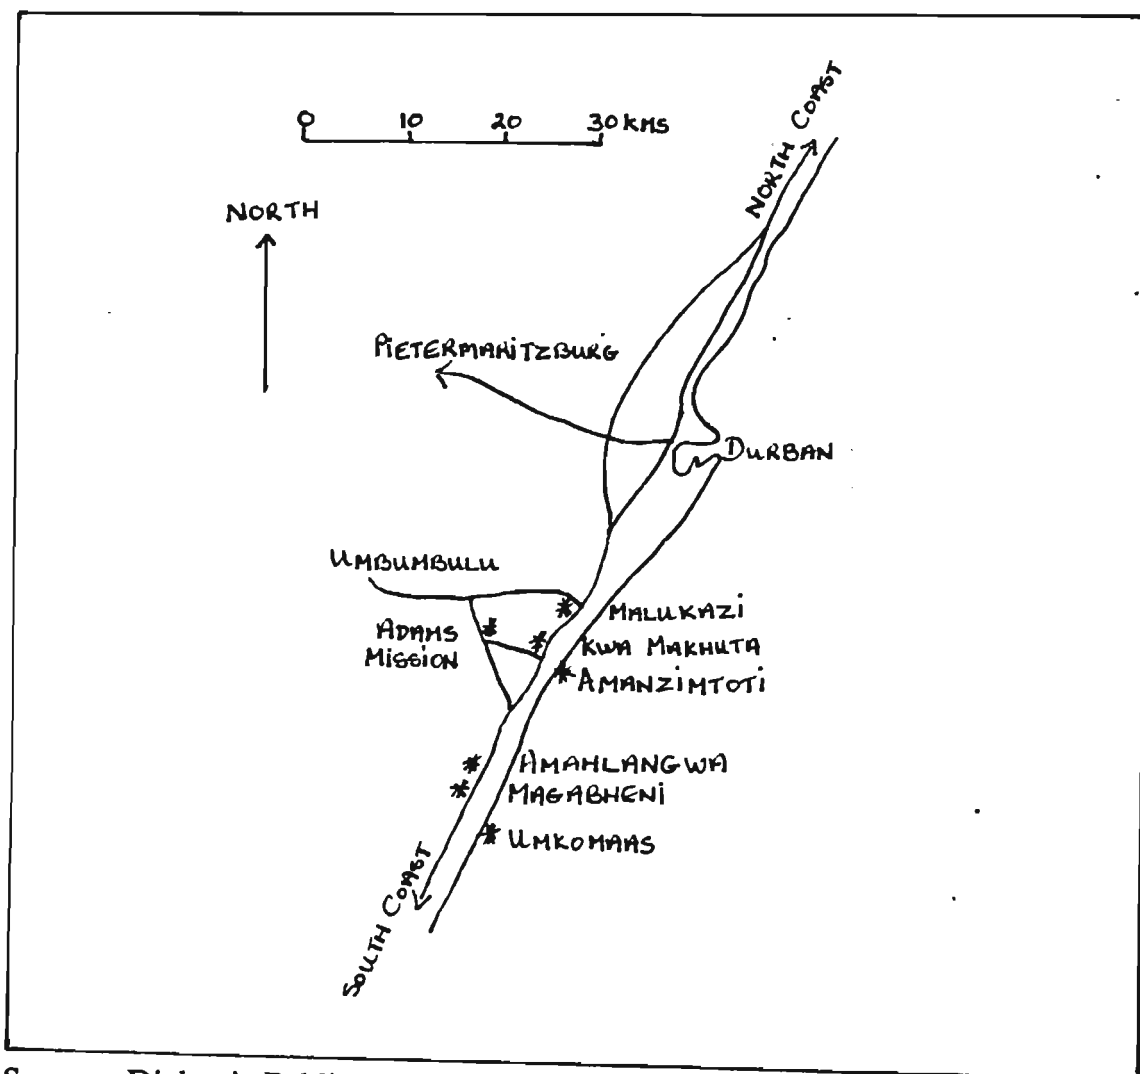 NORTH COAST
0 10 20 30 KMS
NORTH
PIETERMARITZBURG
DURBAN
UMBUMBULU
MALUKAZI
ADAMS
MISSION
KWA MAKHUTA
AMANZIMTOTI
AMAHLANGWA
MAGABHENI
UMKOMAAS
SOUTH COAST